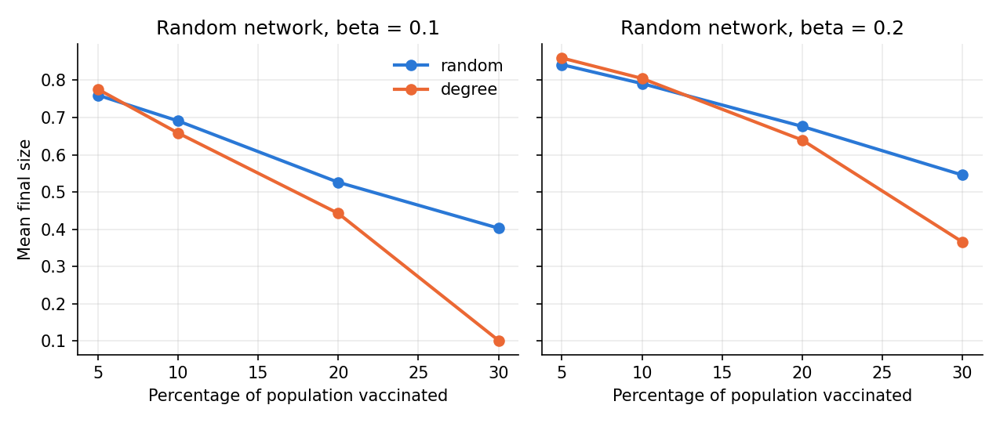 Random network, beta = 0.1
random
degree
Mean final size
0.8
0.7
0.6
0.5
0.4
0.3
0.2
0.1
5 10 15 20 25 30
Percentage of population vaccinated
Random network, beta = 0.2
5 10 15 20 25 30
Percentage of population vaccinated